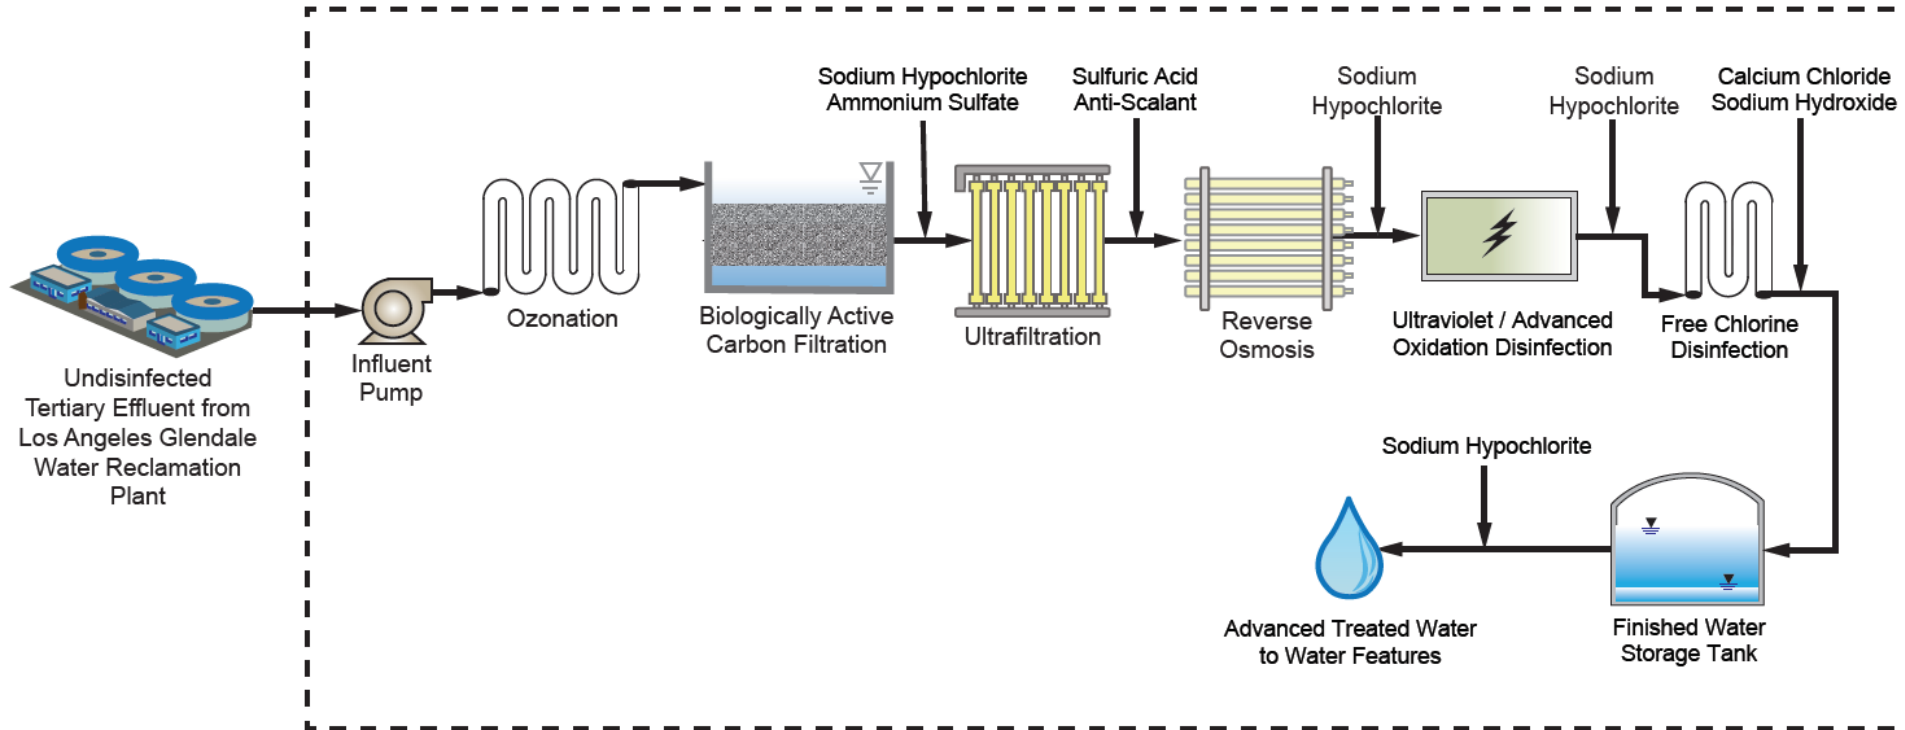 Undisinfected
Tertiary Effluent from
Los Angeles Glendale
Water Reclamation
Plant
Influent
Pump
Ozonation
Biologically Active
Carbon Filtration
Sodium Hypochlorite
Ammonium Sulfate
Ultrafiltration
Sulfuric Acid
Anti-Scalant
Reverse
Osmosis
Sodium
Hypochlorite
Ultraviolet / Advanced
Oxidation Disinfection
Sodium
Hypochlorite
Free Chlorine
Disinfection
Calcium Chloride
Sodium Hydroxide
Finished Water
Storage Tank
Sodium Hypochlorite
Advanced Treated Water
to Water Features